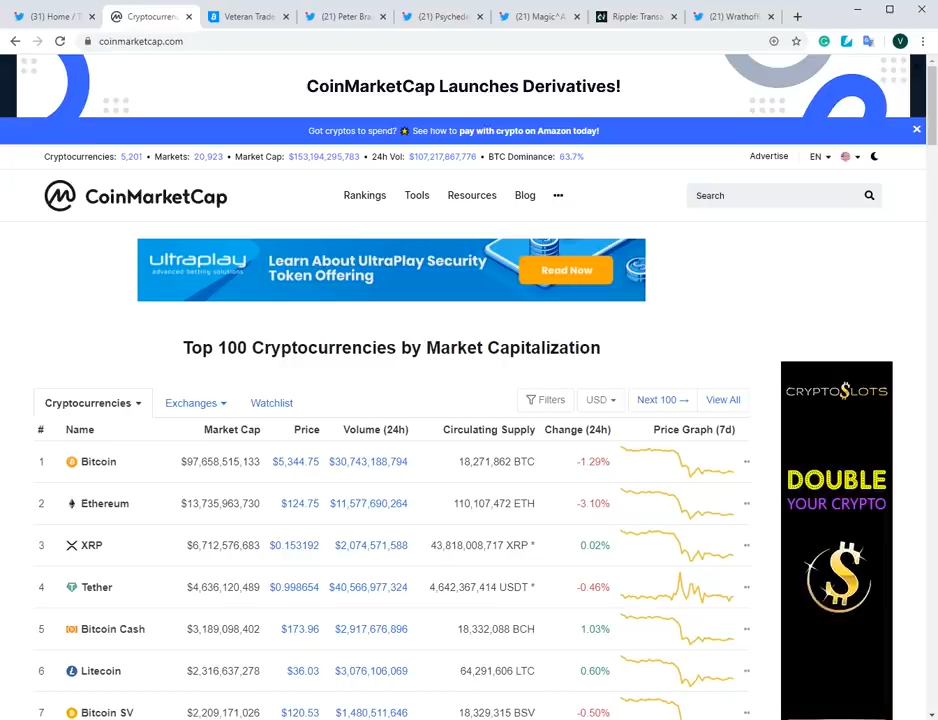 (31) Home / T
Cryptocurren
Veteran Trade
(21) Peter Bra
(21) Psychede
(21) Magic^A
Ripple: Transa
(21) Wrathof
coinmarketcap.com
V
CoinMarketCap Launches Derivatives!
Got cryptos to spend? See how to pay with crypto on Amazon today!
Cryptocurrencies: 5,201 • Markets: 20,923 • Market Cap: $153,194,295,783 • 24h Vol: $107,217,867,776 • BTC Dominance: 63.7%
Advertise EN
CoinMarketCap
Rankings Tools Resources Blog
Search
ultraplay
advanced betting solutions
Learn About UltraPlay Security
Token Offering
Read Now
Top 100 Cryptocurrencies by Market Capitalization
CRYPTO$LOTS
DOUBLE
YOUR CRYPTO
Cryptocurrencies Exchanges Watchlist Filters USD Next 100 → View All
# Name Market Cap Price Volume (24h) Circulating Supply Change (24h) Price Graph (7d)
1 Bitcoin $97,658,515,133 $5,344.75 $30,743,188,794 18,271,862 BTC -1.29%
2 Ethereum $13,735,963,730 $124.75 $11,577,690,264 110,107,472 ETH -3.10%
3 XRP $6,712,576,683 $0.153192 $2,074,571,588 43,818,008,717 XRP * 0.02%
4 Tether $4,636,120,489 $0.998654 $40,566,977,324 4,642,367,414 USDT * -0.46%
5 Bitcoin Cash $3,189,098,402 $173.96 $2,917,676,896 18,332,088 BCH 1.03%
6 Litecoin $2,316,637,278 $36.03 $3,076,106,069 64,291,606 LTC 0.60%
7 Bitcoin SV $2,209,171,026 $120.53 $1,480,511,646 18,329,315 BSV -0.50%